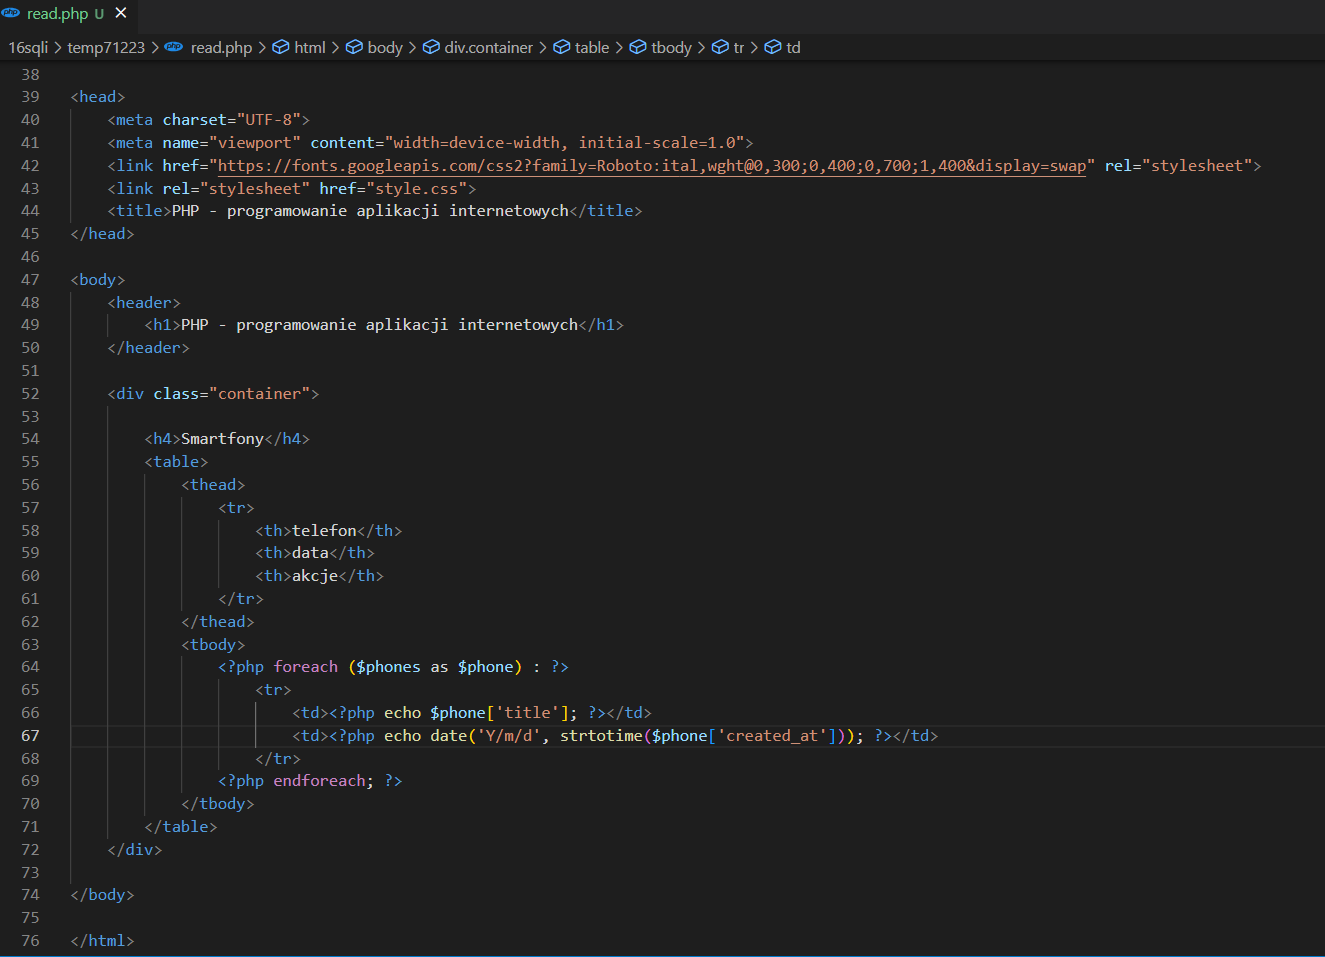 php read.php U ✕
16sqli > temp71223 > php read.php > html > body > div.container > table > tbody > tr > td
38
39 <head>
40 <meta charset="UTF-8">
41 <meta name="viewport" content="width=device-width, initial-scale=1.0">
42 <link href="https://fonts.googleapis.com/css2?family=Roboto:ital,wght@0,300;0,400;0,700;1,400&display=swap" rel="stylesheet">
43 <link rel="stylesheet" href="style.css">
44 <title>PHP - programowanie aplikacji internetowych</title>
45 </head>
46
47 <body>
48 <header>
49 <h1>PHP - programowanie aplikacji internetowych</h1>
50 </header>
51
52 <div class="container">
53
54 <h4>Smartfony</h4>
55 <table>
56 <thead>
57 <tr>
58 <th>telefon</th>
59 <th>data</th>
60 <th>akcje</th>
61 </tr>
62 </thead>
63 <tbody>
64 <?php foreach ($phones as $phone) : ?>
65 <tr>
66 <td><?php echo $phone['title']; ?></td>
67 <td><?php echo date('Y/m/d', strtotime($phone['created_at'])); ?></td>
68 </tr>
69 <?php endforeach; ?>
70 </tbody>
71 </table>
72 </div>
73
74 </body>
75
76 </html>